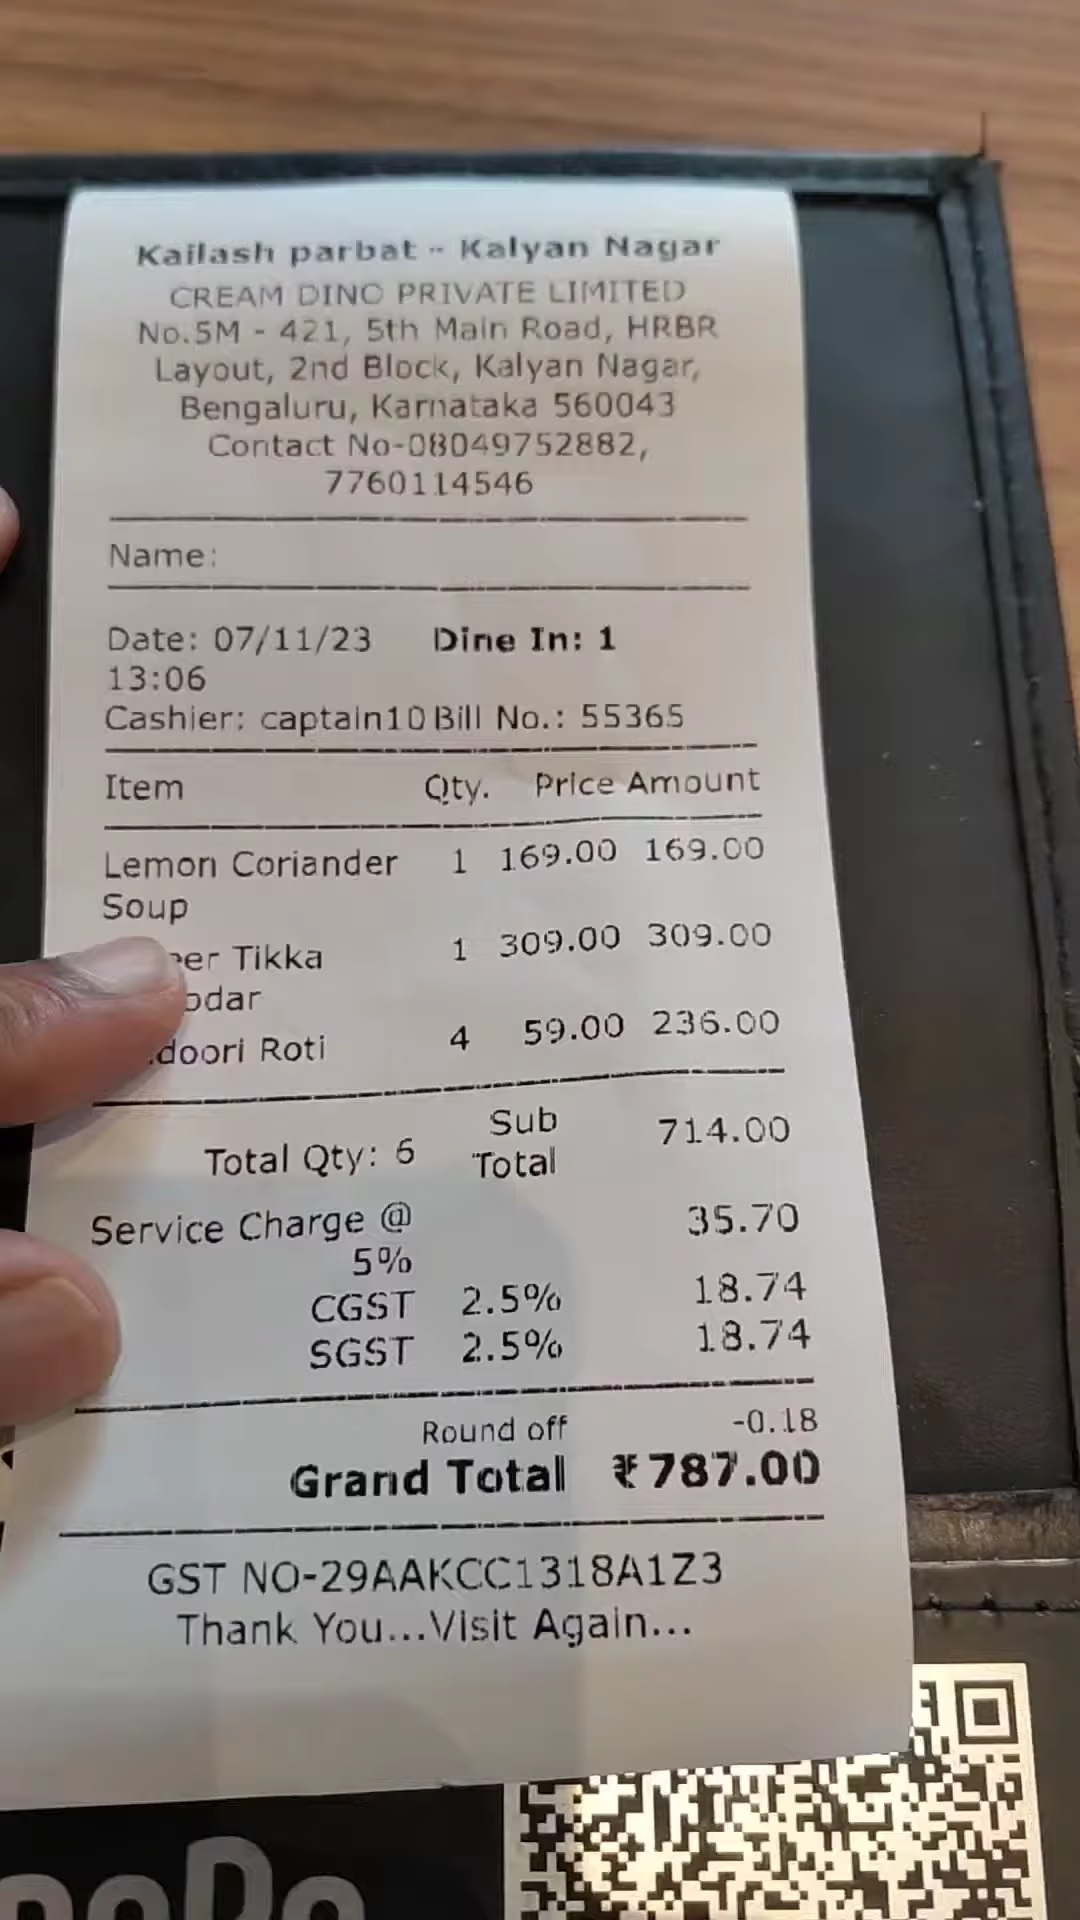 Kailash parbat - Kalyan Nagar
CREAM DINO PRIVATE LIMITED
No.5M - 421, 5th Main Road, HRBR
Layout, 2nd Block, Kalyan Nagar,
Bengaluru, Karnataka 560043
Contact No-08049752882,
7760114546
Name:
Date: 07/11/23 Dine In: 1
13:06
Cashier: captain10 Bill No.: 55365
Item Qty. Price Amount
Lemon Coriander 1 169.00 169.00
Soup
Tikka 1 309.00 309.00
Roti 4 59.00 236.00
Total Qty: 6 Sub Total 714.00
Service Charge @ 5% 35.70
CGST 2.5% 18.74
SGST 2.5% 18.74
Round off -0.18
Grand Total ₹787.00
GST NO-29AAKCC1318A1Z3
Thank You...Visit Again...